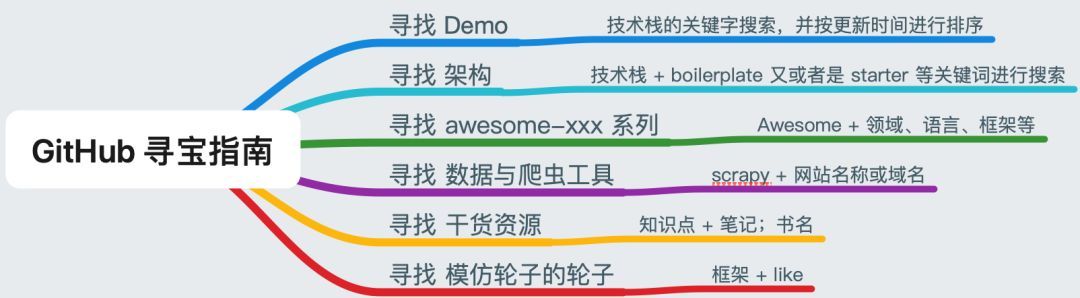 GitHub 寻宝指南
寻找 Demo
技术栈的关键字搜索，并按更新时间进行排序
寻找 架构
技术栈 + boilerplate 又或者是 starter 等关键词进行搜索
寻找 awesome-xxx 系列
Awesome + 领域、语言、框架等
寻找 数据与爬虫工具
scrapy + 网站名称或域名
寻找 干货资源
知识点 + 笔记；书名
寻找 模仿轮子的轮子
框架 + like